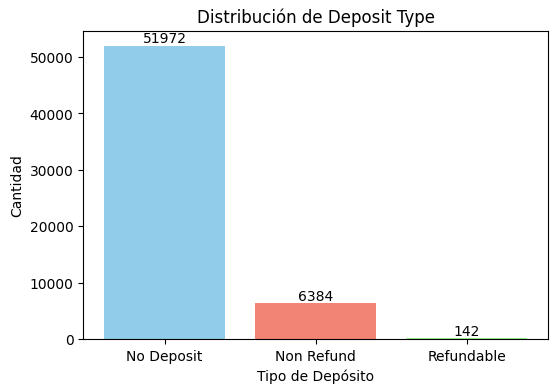 Distribución de Deposit Type
51972
50000
40000
Cantidad
30000
20000
10000
6384
142
0
No Deposit
Non Refund
Refundable
Tipo de Depósito